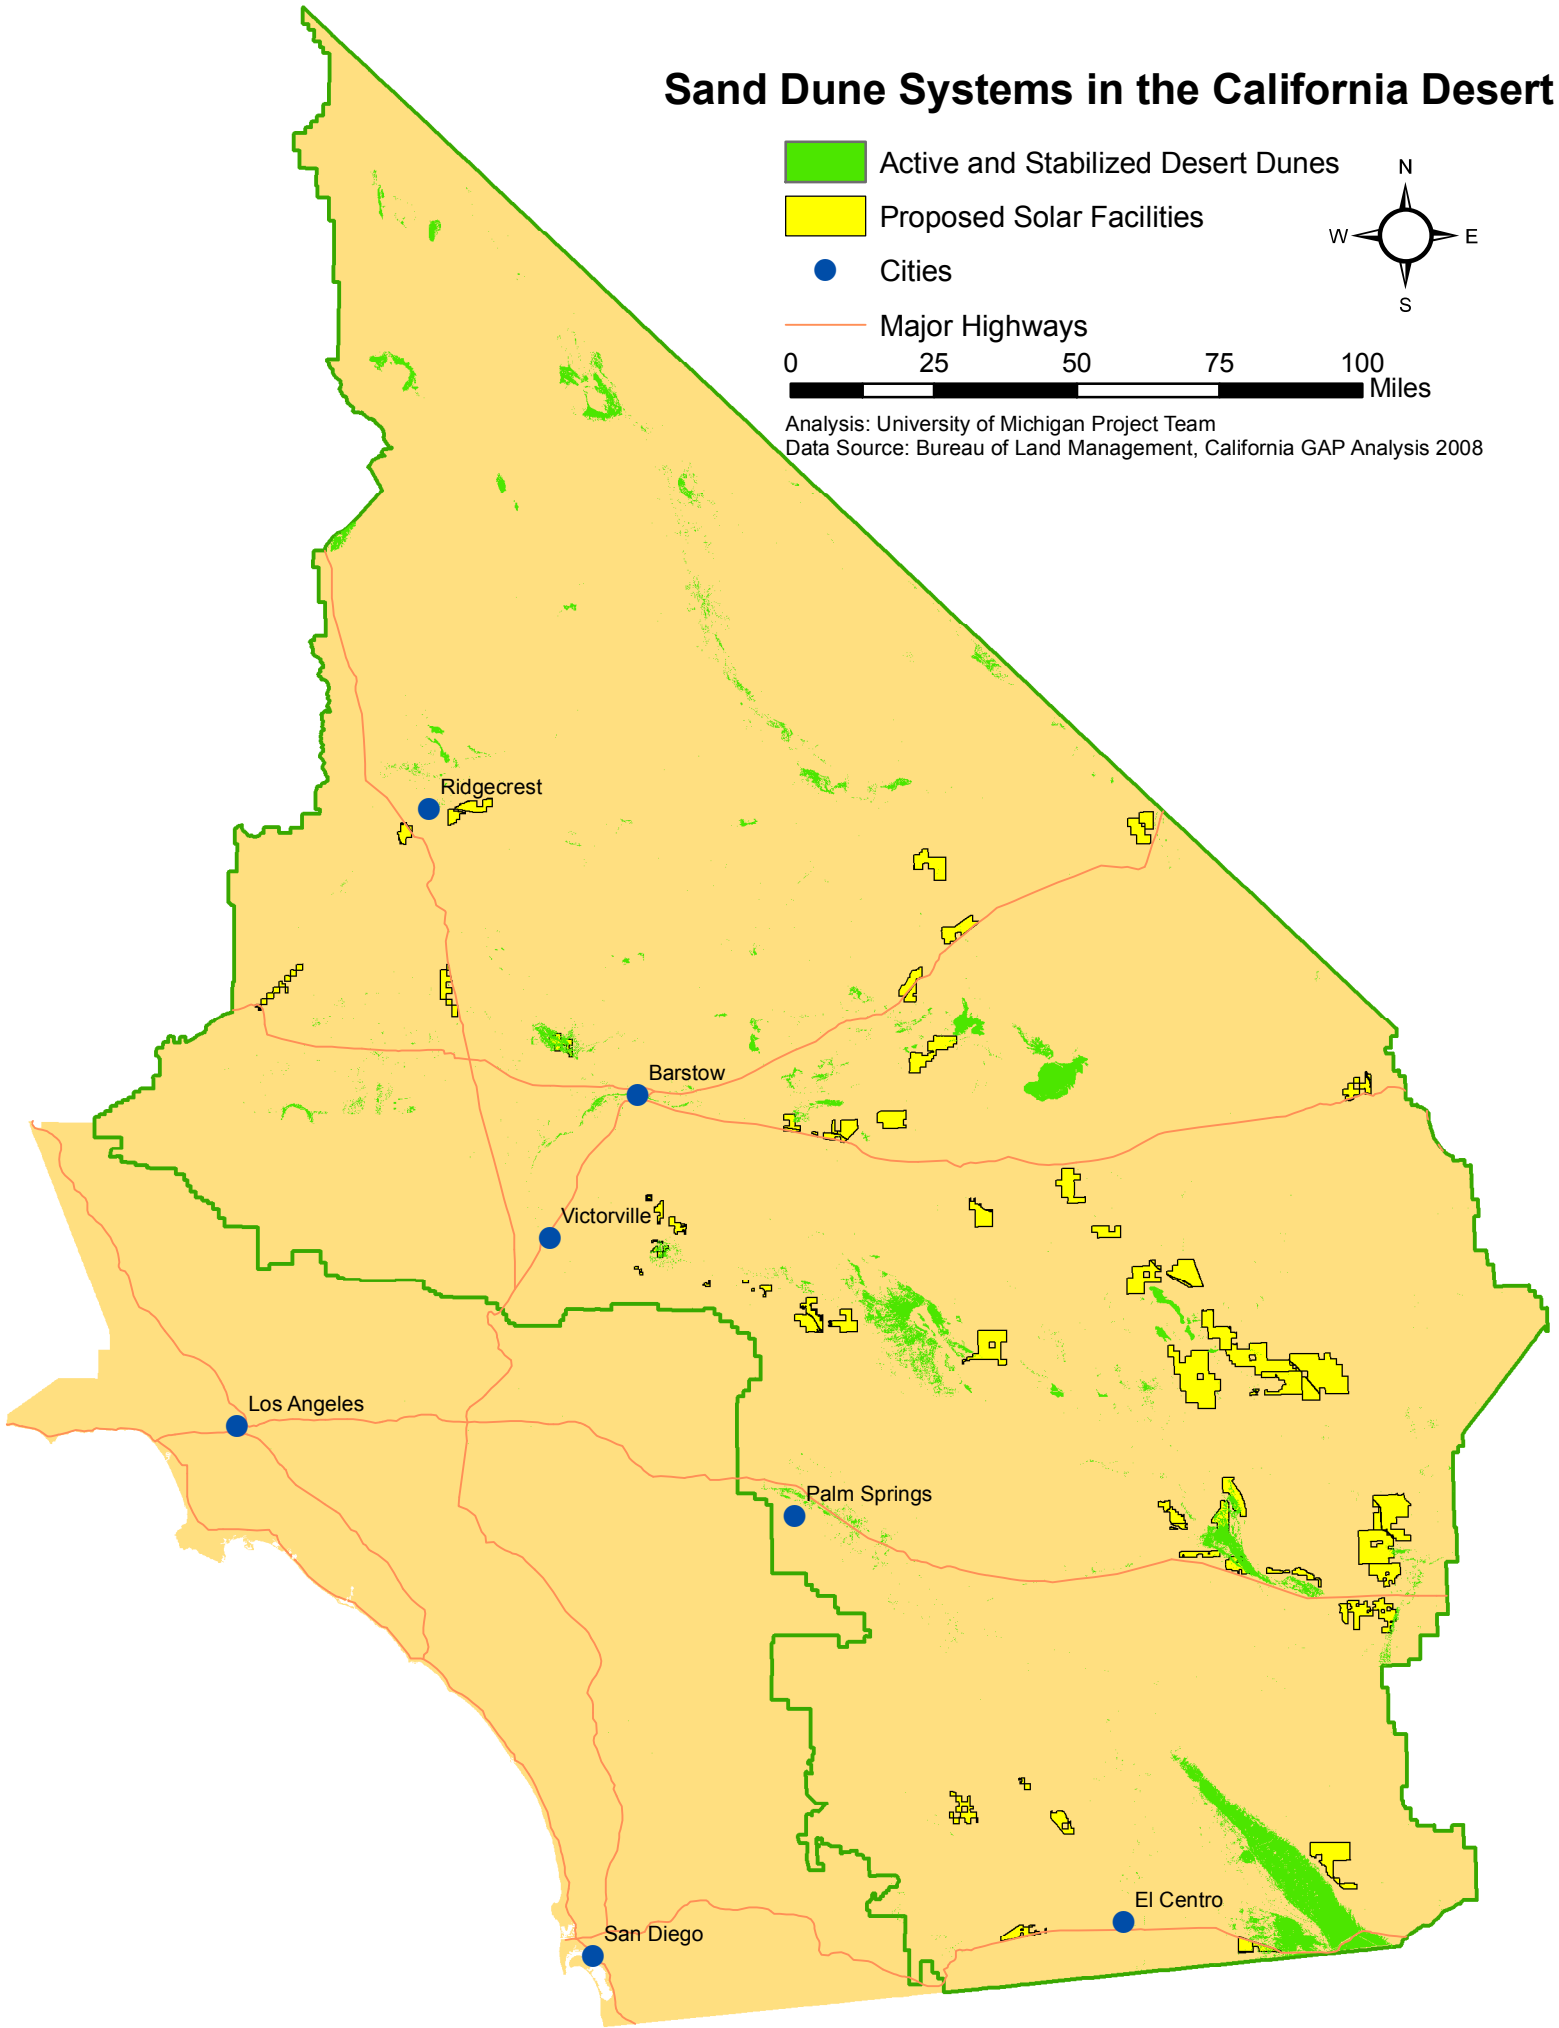 Sand Dune Systems in the California Desert
Active and Stabilized Desert Dunes
Proposed Solar Facilities
Cities
Major Highways
N
W E
S
0 25 50 75 100
Miles
Analysis: University of Michigan Project Team
Data Source: Bureau of Land Management, California GAP Analysis 2008
Ridgecrest
Barstow
Victorville
Los Angeles
Palm Springs
El Centro
San Diego